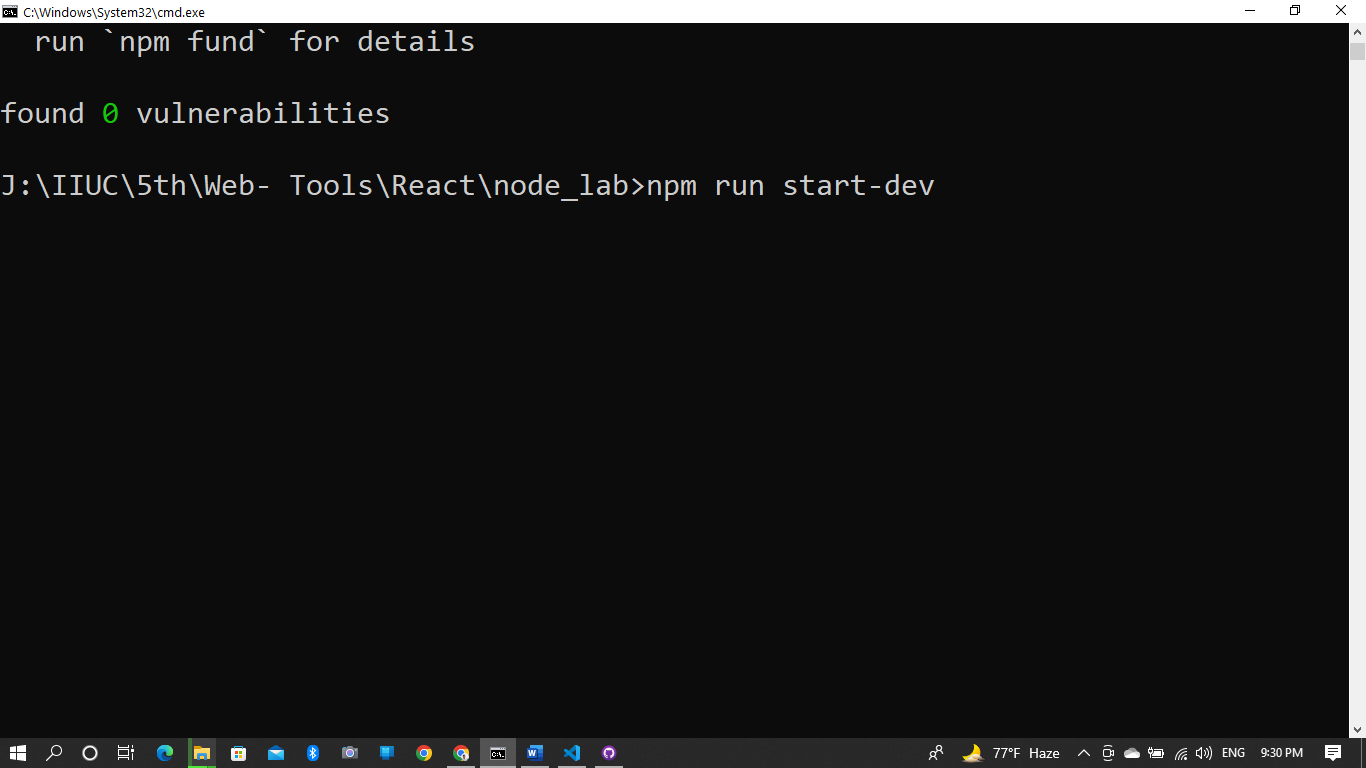 C:\Windows\System32\cmd.exe
run `npm fund` for details
found 0 vulnerabilities
J:\IIUC\5th\Web- Tools\React\node_lab>npm run start-dev
77°F Haze
ENG
9:30 PM